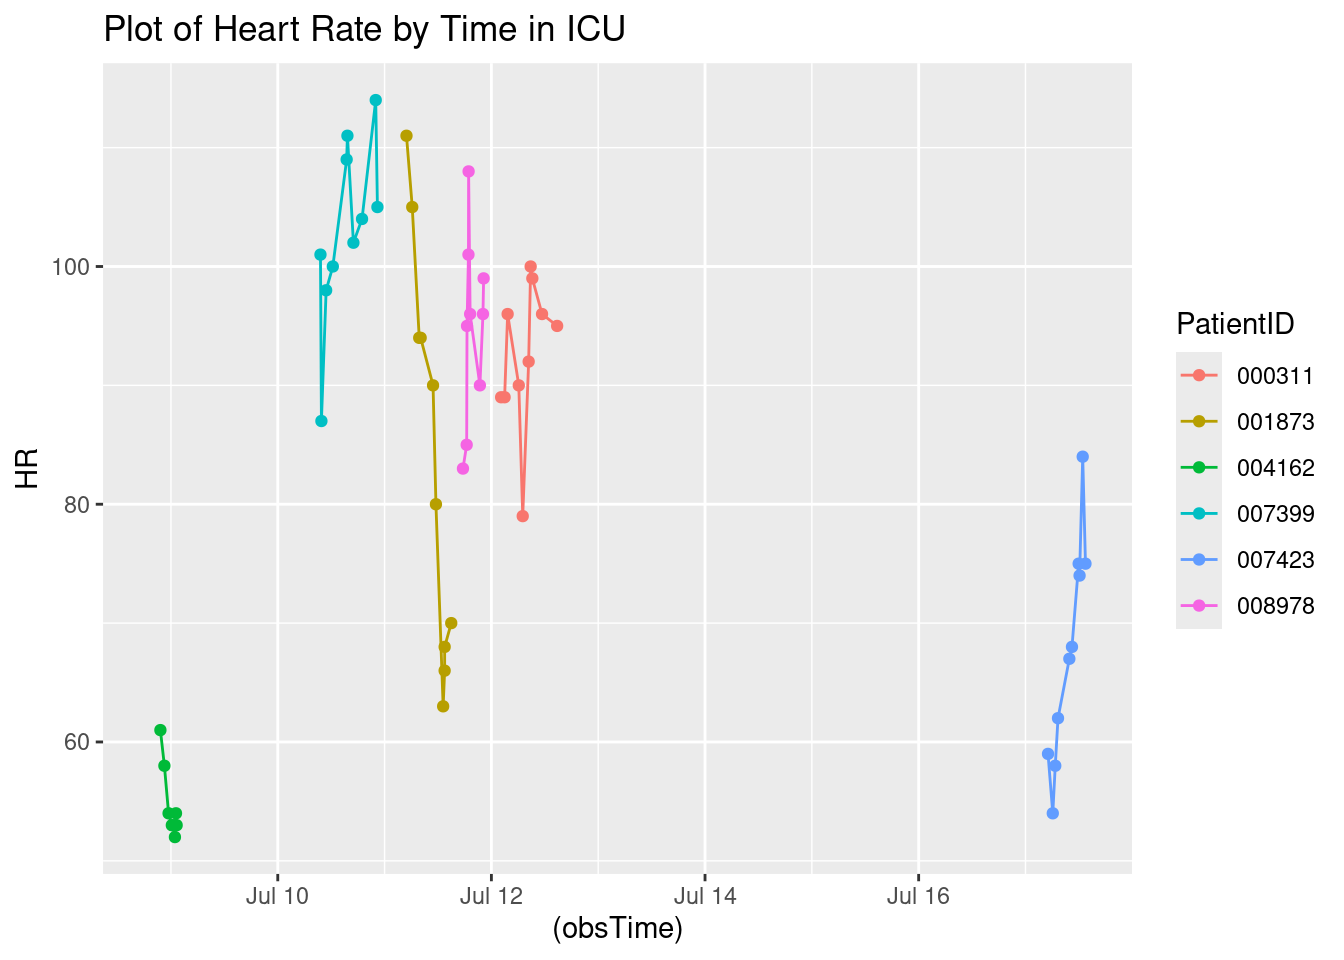 Plot of Heart Rate by Time in ICU
HR
100
80
60
Jul 10
Jul 12
Jul 14
Jul 16
(obsTime)
PatientID
000311
001873
004162
007399
007423
008978